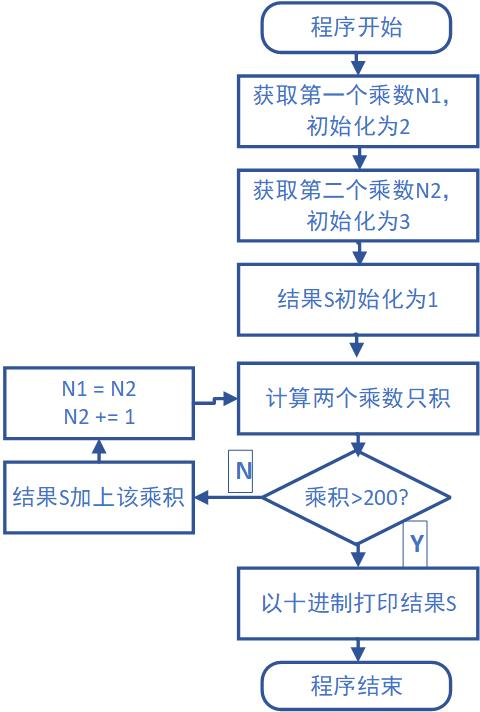 程序开始
获取第一个乘数N1，
初始化为2
获取第二个乘数N2，
初始化为3
结果S初始化为1
N1 = N2
N2 += 1
计算两个乘数只积
N
结果S加上该乘积
乘积>200?
Y
以十进制打印结果S
程序结束